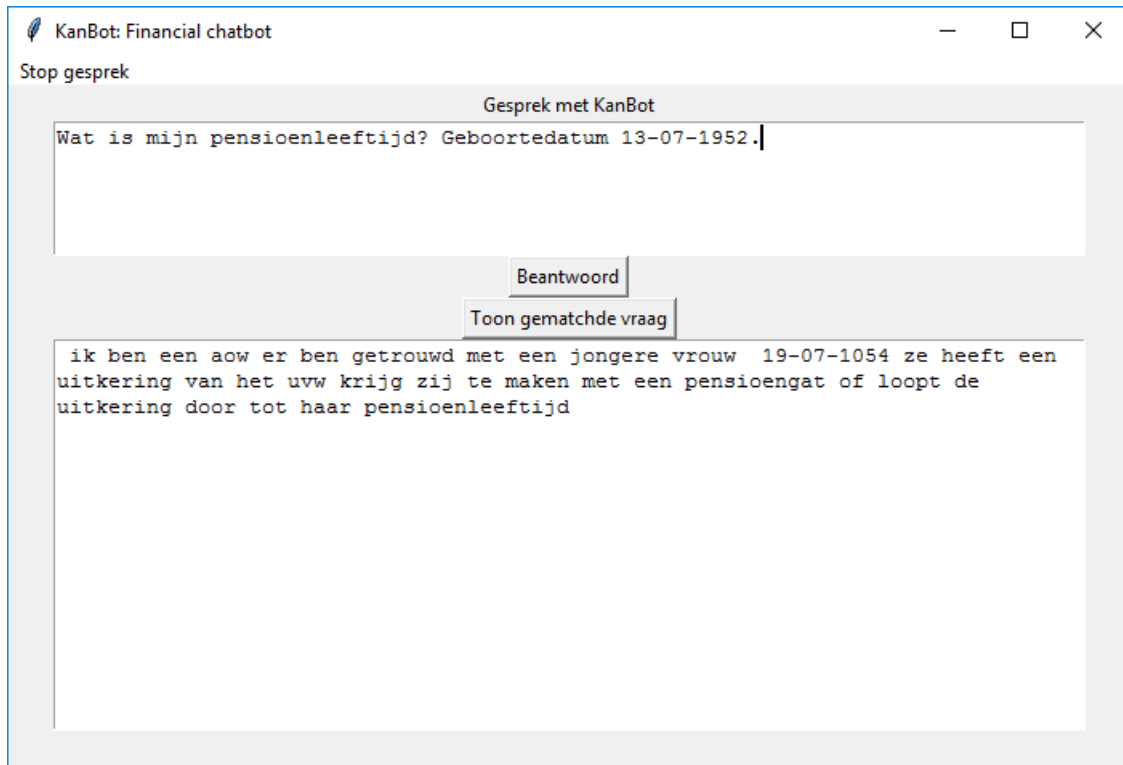 KanBot: Financial chatbot
Stop gesprek
Gesprek met KanBot
Wat is mijn pensioenleeftijd? Geboortedatum 13-07-1952.
Beantwoord
Toon gematchde vraag
ik ben een aow er ben getrouwd met een jongere vrouw  19-07-1054 ze heeft een
uitkering van het uvw krijg zij te maken met een pensioengat of loopt de
uitkering door tot haar pensioenleeftijd